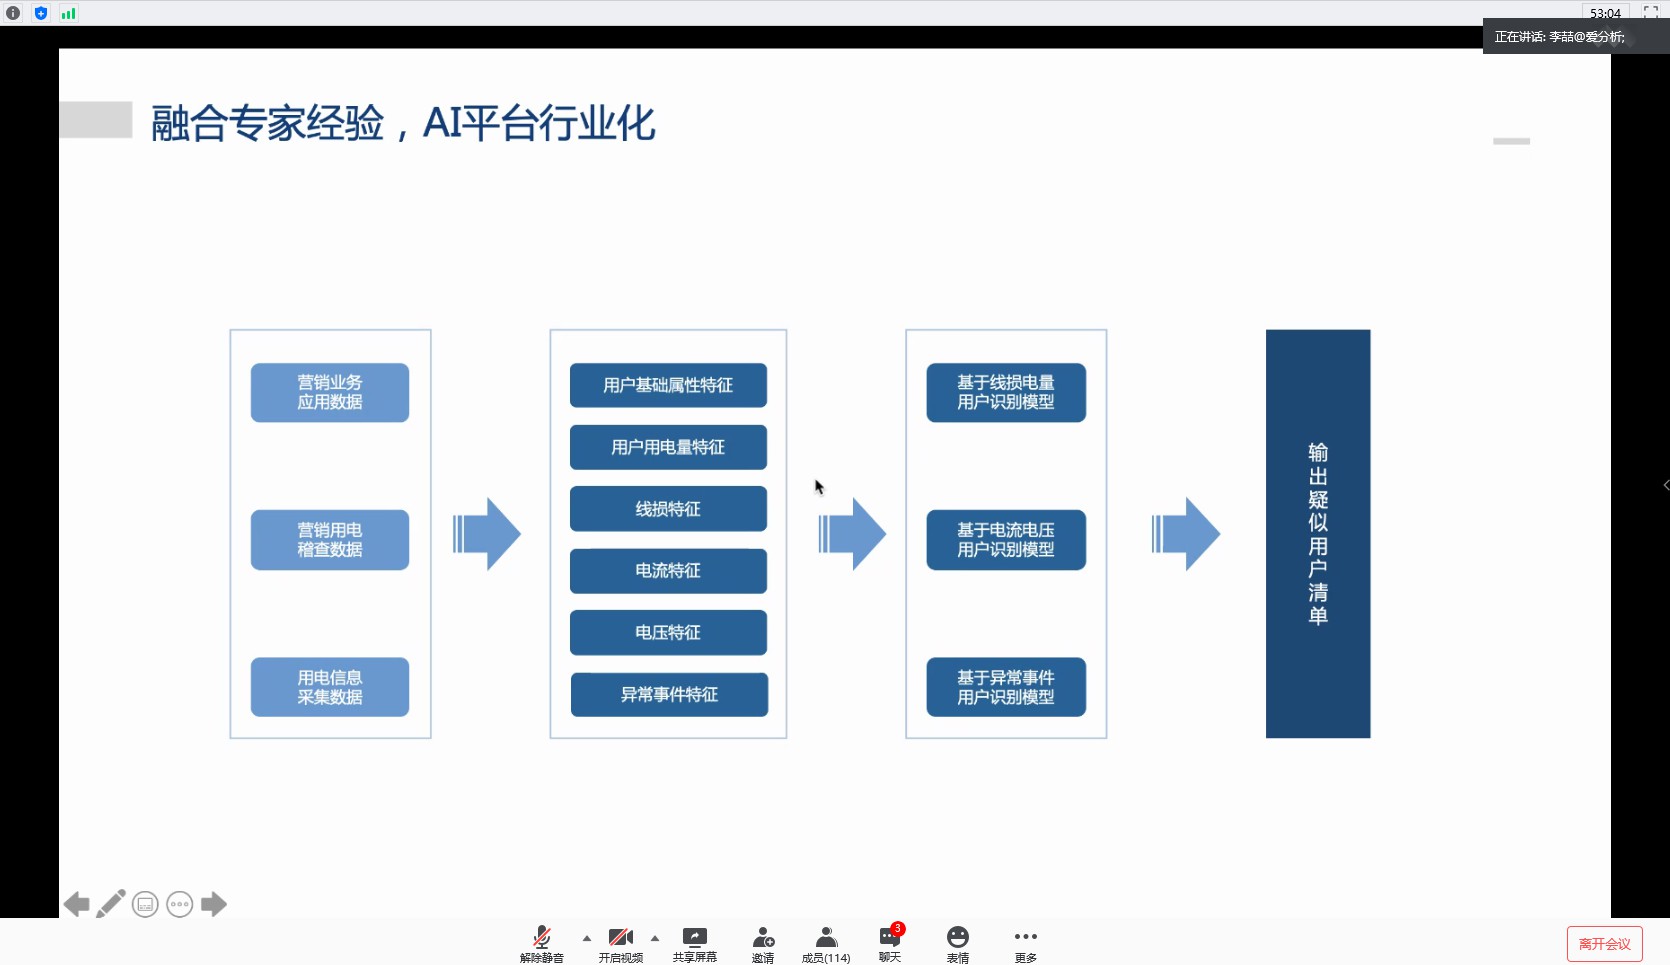 53:04
正在讲话: 李喆@爱分析;
融合专家经验，AI平台行业化
营销业务
应用数据
营销用电
稽查数据
用电信息
采集数据
用户基础属性特征
用户用电量特征
线损特征
电流特征
电压特征
异常事件特征
基于线损电量
用户识别模型
基于电流电压
用户识别模型
基于异常事件
用户识别模型
输出疑似用户清单
解除静音
开启视频
共享屏幕
邀请
成员(114)
3
聊天
表情
更多
离开会议